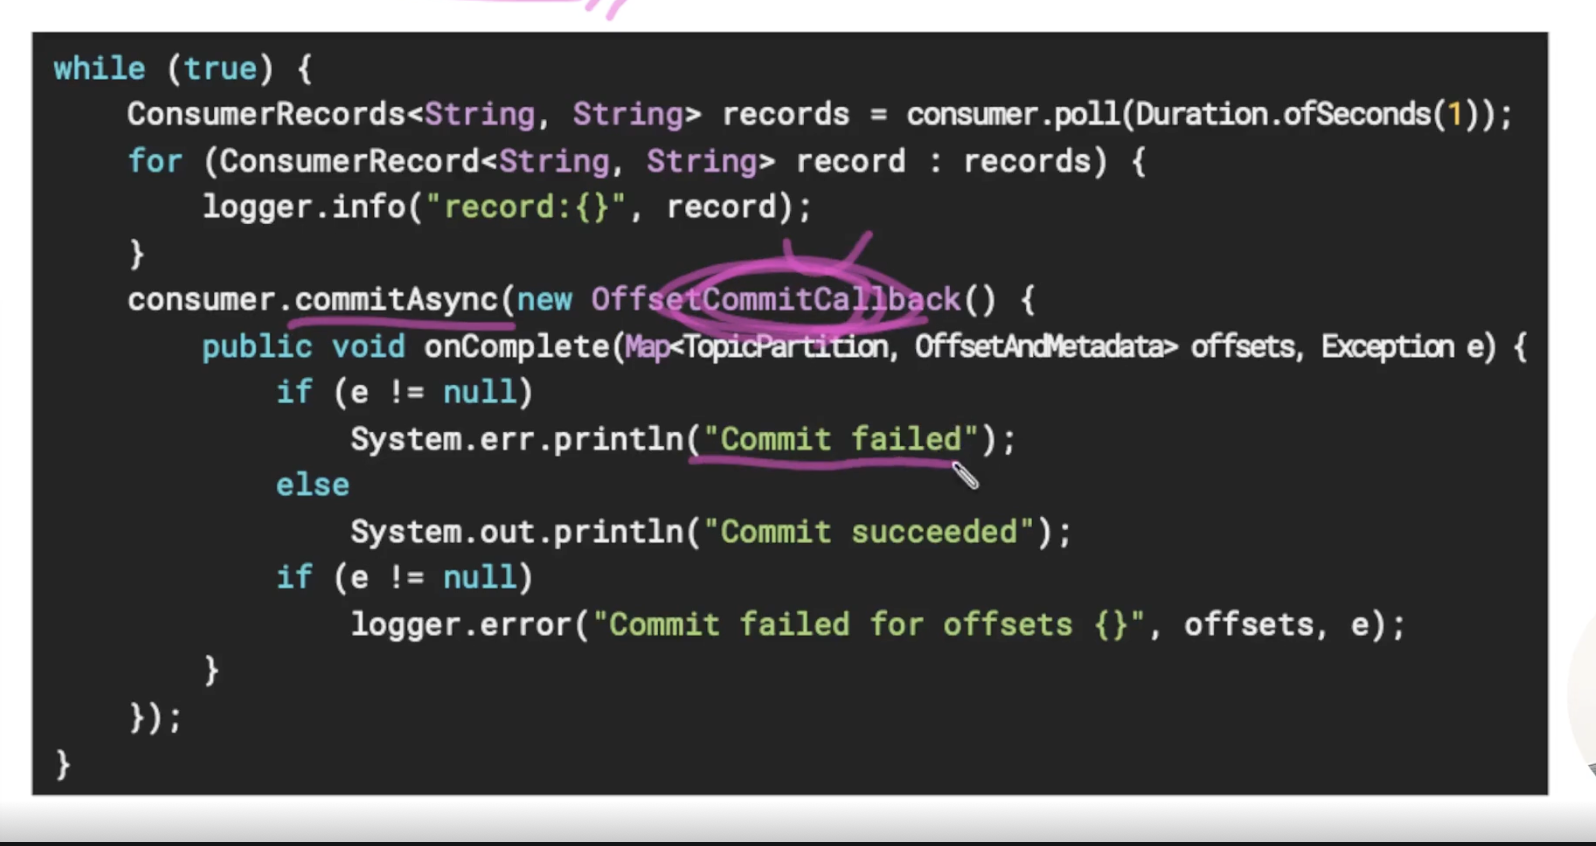 while (true) {
ConsumerRecords<String, String> records = consumer.poll(Duration.ofSeconds(1));
for (ConsumerRecord<String, String> record : records) {
logger.info("record:{}", record);
}
consumer.commitAsync(new OffsetCommitCallback() {
public void onComplete(Map<TopicPartition, OffsetAndMetadata> offsets, Exception e) {
if (e != null)
System.err.println("Commit failed");
else
System.out.println("Commit succeeded");
if (e != null)
logger.error("Commit failed for offsets {}", offsets, e);
}
});
}